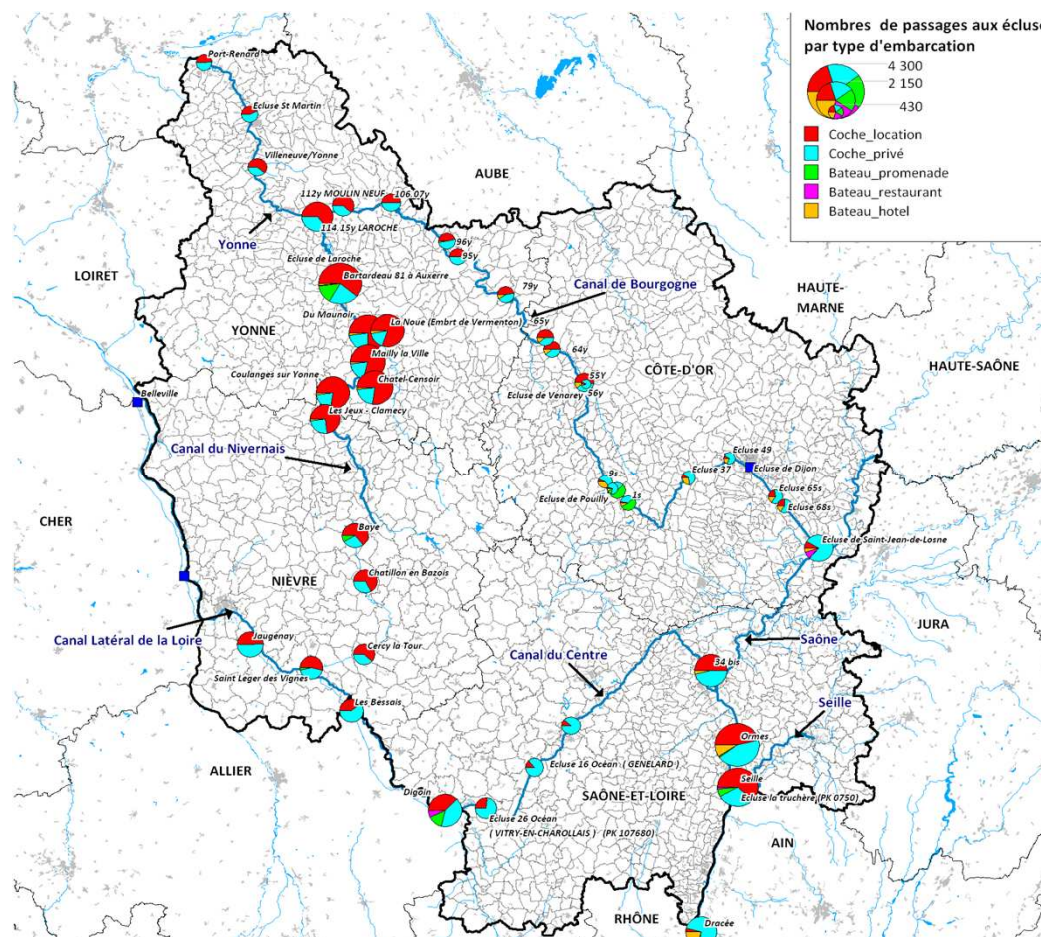 Nombres de passages aux écluse
par type d'embarcation
4 300
2 150
430
Coche_location
Coche_privé
Bateau_promenade
Bateau_restaurant
Bateau_hotel
Port-Renard
Ecluse St Martin
Villeneuve/Yonne
AUBE
112y MOULIN NEUF
106.07y
114.15y LAROCHE
Yonne
96y
95y
LOIRET
Ecluse de Laroche
Bartardeau 81 à Auxerre
79y
Canal de Bourgogne
HAUTE-
MARNE
Du Maunoir
La Noue (Embrt de Vermenton)
65y
YONNE
64y
Mailly la Ville
CÔTE-D'OR
HAUTE-SAÔNE
Coulanges sur Yonne
Chatel-Censoir
55Y
Ecluse de Venarey
56y
Belleville
Les Jeux - Clamecy
Canal du Nivernais
Ecluse 49
Ecluse 37
Ecluse de Dijon
9s
Ecluse de Pouilly
1s
Ecluse 65s
Ecluse 68s
CHER
Baye
Ecluse de Saint-Jean-de-Losne
NIÈVRE
Chatillon en Bazois
JURA
Canal Latéral de la Loire
Jaugenay
Cercy la Tour
Canal du Centre
Saône
34 bis
Saint Leger des Vignes
Les Bessais
Seille
Ormes
ALLIER
Ecluse 16 Océan ( GENELARD )
Seille
SAÔNE-ET-LOIRE
Ecluse la truchère (PK 0750)
Digoin
Ecluse 26 Océan
( VITRY-EN-CHAROLLAIS ) (PK 107680)
AIN
RHÔNE
Dracée